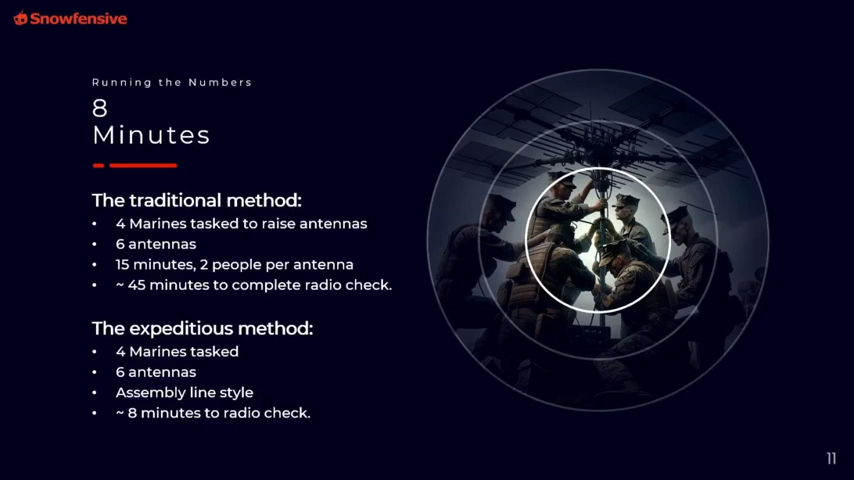 Snowfensive
Running the Numbers
8
Minutes
The traditional method:
• 4 Marines tasked to raise antennas
• 6 antennas
• 15 minutes, 2 people per antenna
• ~ 45 minutes to complete radio check.
The expeditious method:
• 4 Marines tasked
• 6 antennas
• Assembly line style
• ~ 8 minutes to radio check.
11